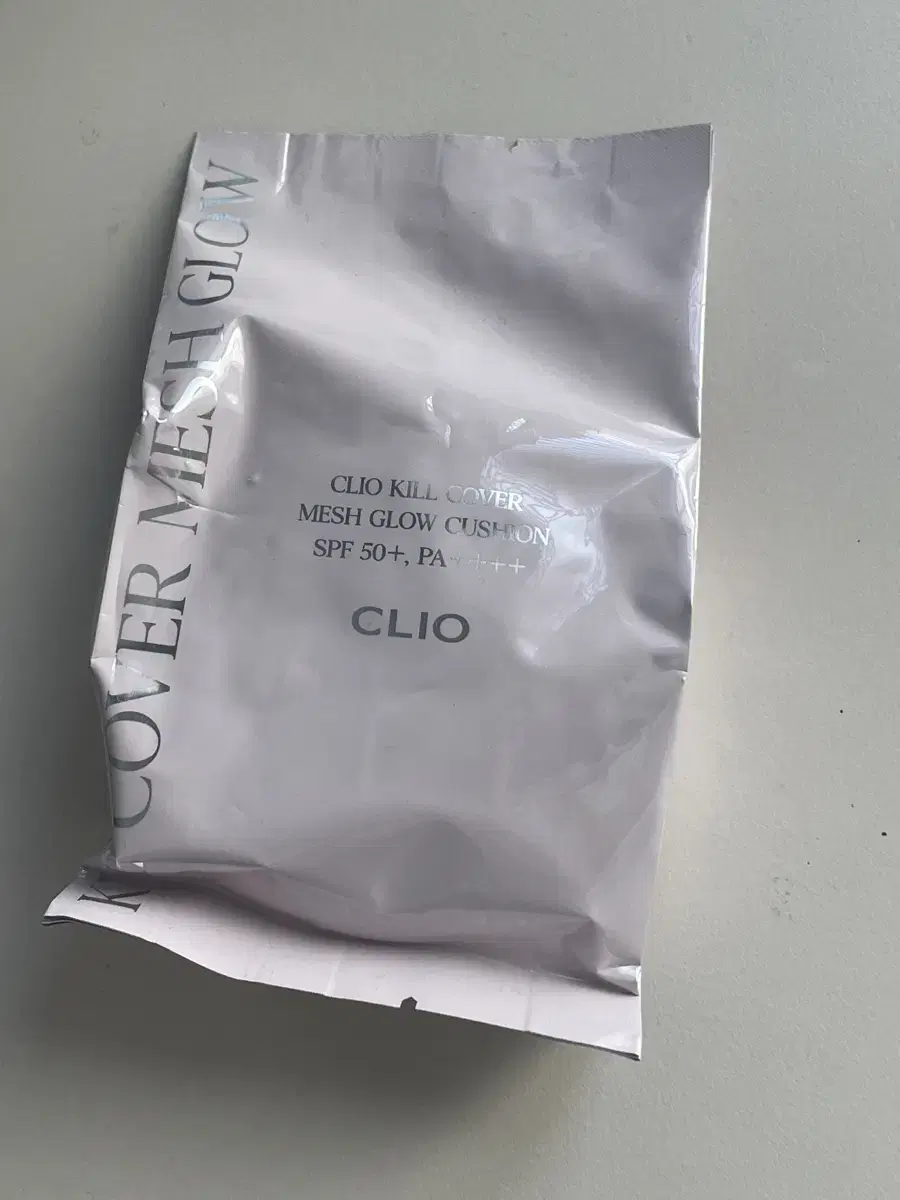 CLIO KILL COVER
MESH GLOW CUSHION
SPF 50+, PA++++
CLIO
COVER MESH GLOW